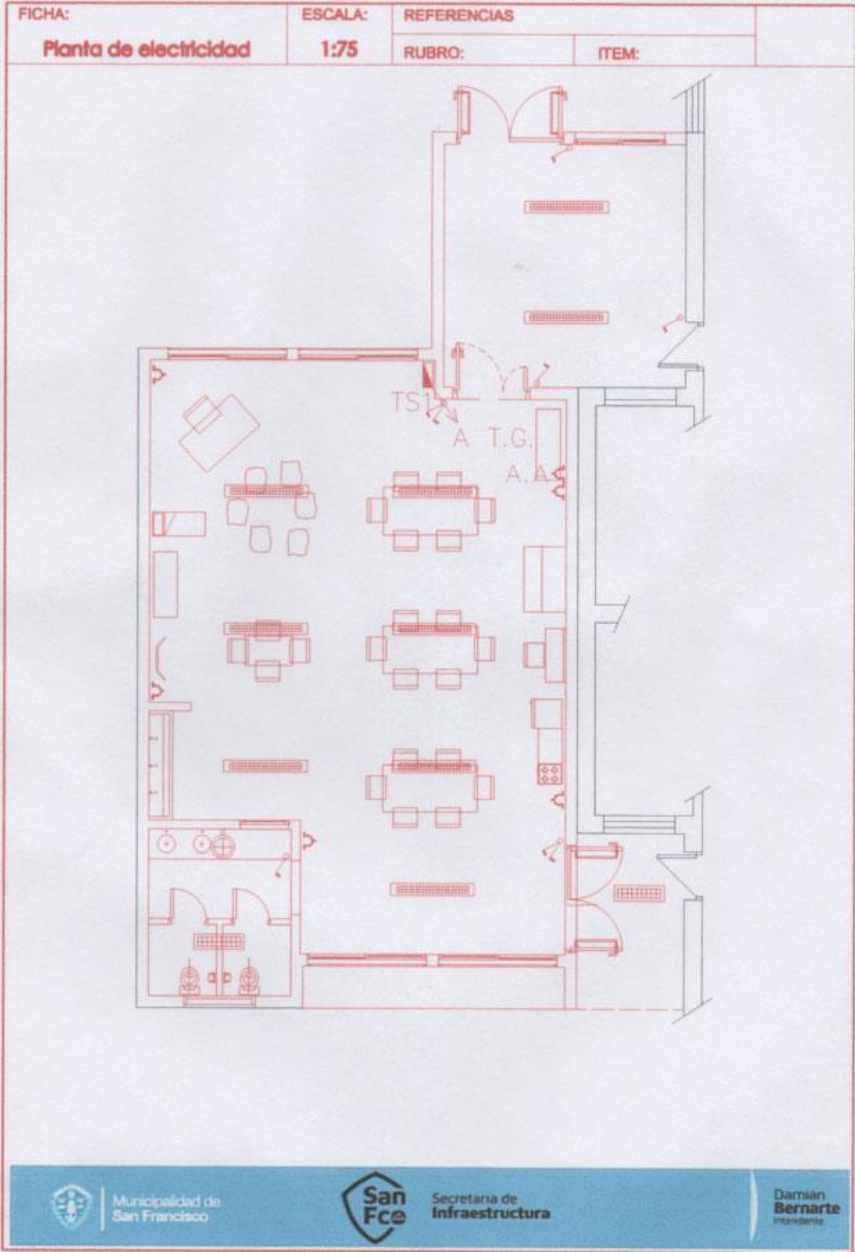 FICHA:
Planta de electricidad
ESCALA:
1:75
REFERENCIAS
RUBRO:
ITEM:
TS1
A T.G.
A.A
Municipalidad de
San Francisco
San
Fco
Secretaria de
Infraestructura
Damián
Bernarte
Intendente